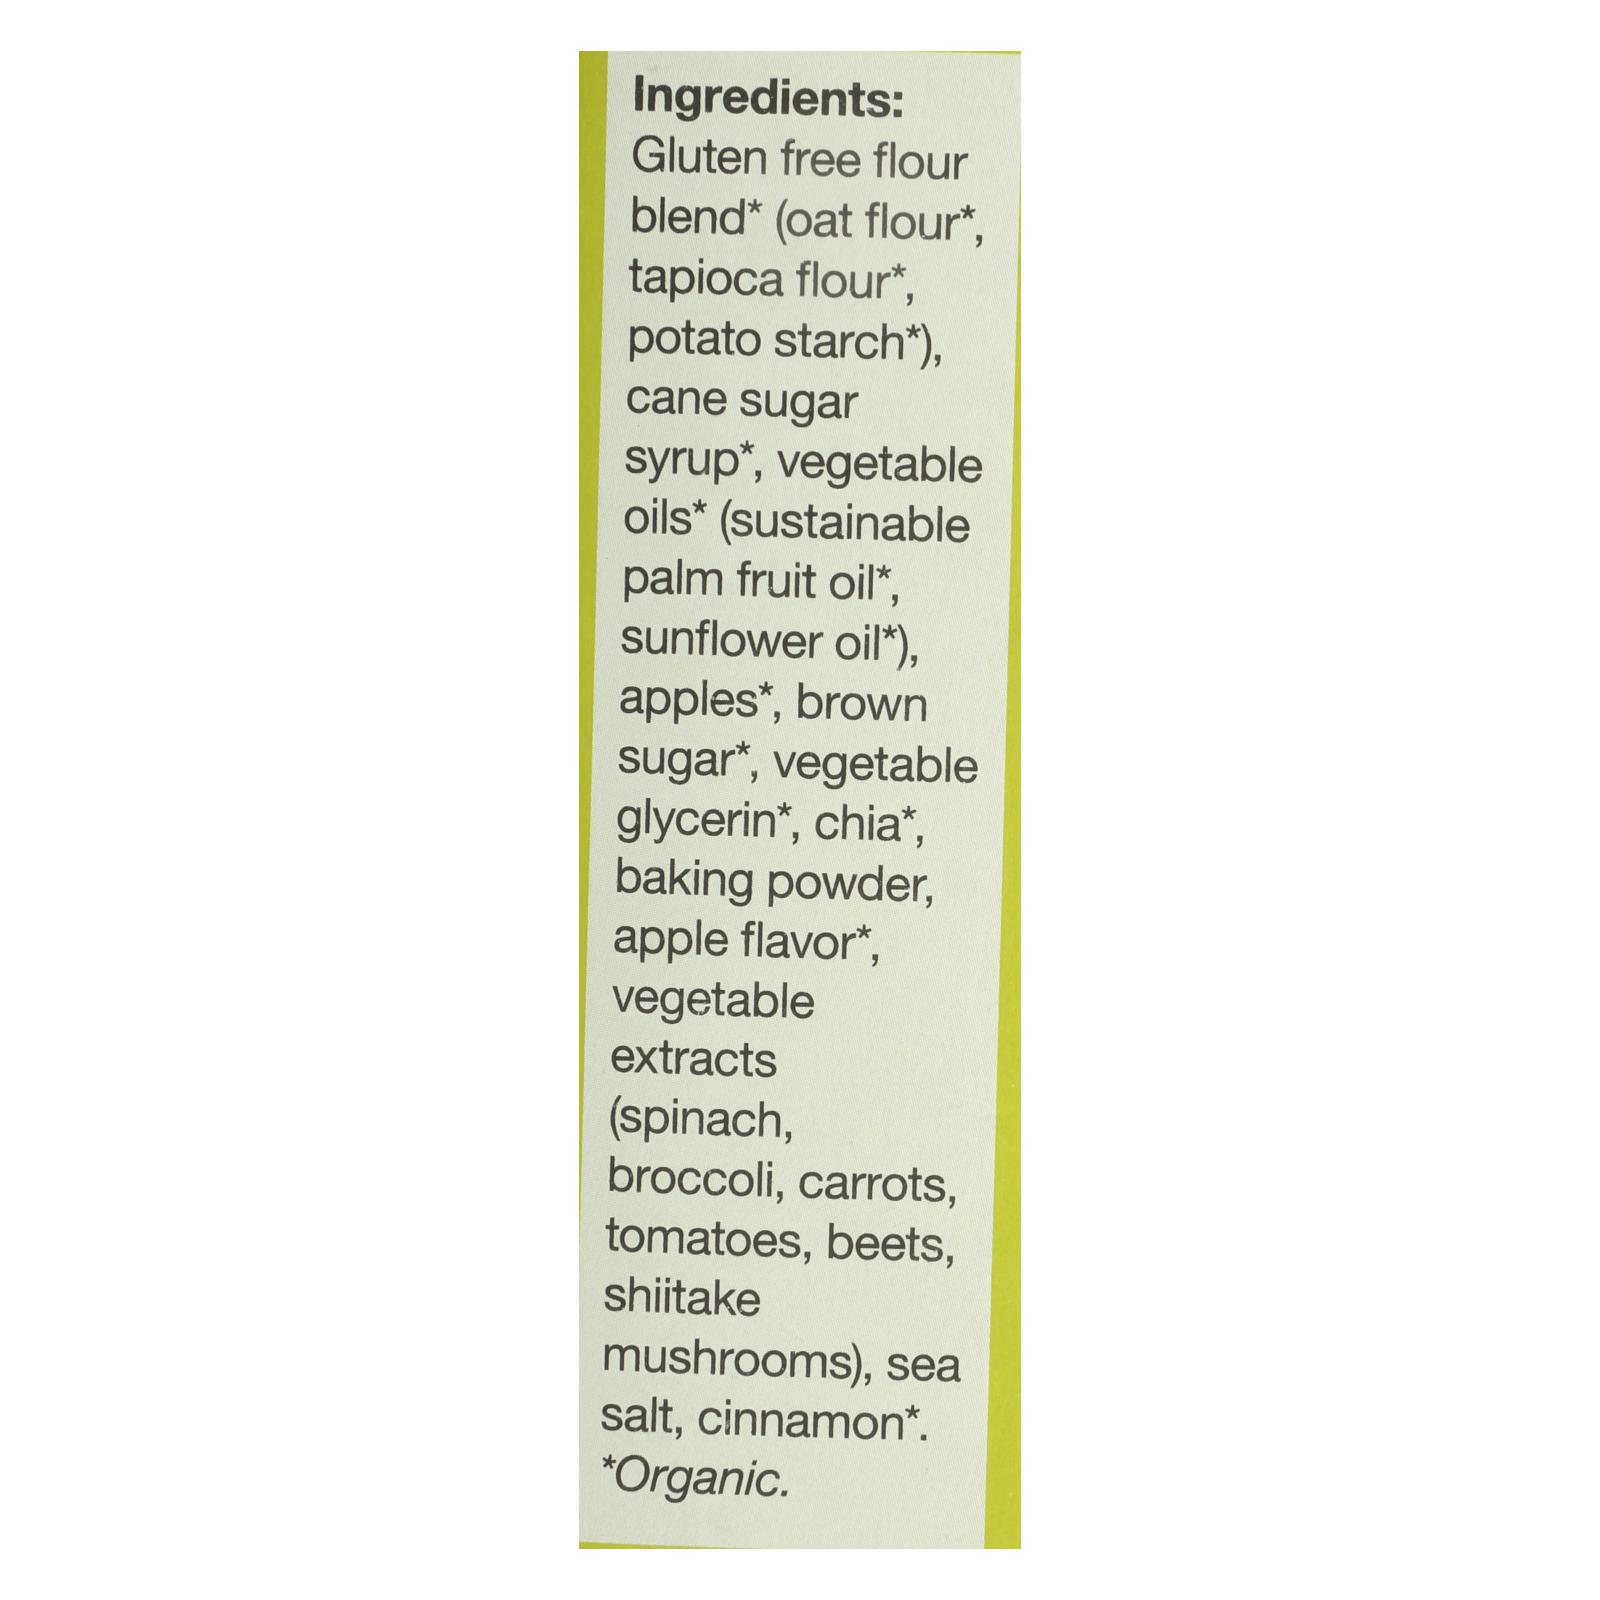 Ingredients:
Gluten free flour
blend* (oat flour*,
tapioca flour*,
potato starch*),
cane sugar
syrup*, vegetable
oils* (sustainable
palm fruit oil*,
sunflower oil*),
apples*, brown
sugar*, vegetable
glycerin*, chia*,
baking powder,
apple flavor*,
vegetable
extracts
(spinach,
broccoli, carrots,
tomatoes, beets,
shiitake
mushrooms), sea
salt, cinnamon*.
*Organic.